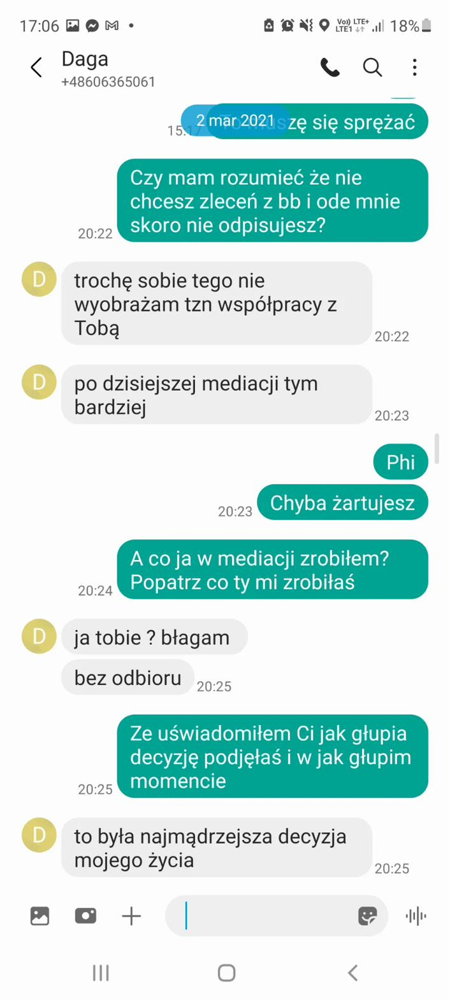 17:06
Vo)) LTE+
LTE1
18%
Daga
+48606365061
2 mar 2021
szę się sprężać
15:17
Czy mam rozumieć że nie
chcesz zleceń z bb i ode mnie
skoro nie odpisujesz?
20:22
D
trochę sobie tego nie
wyobrażam tzn współpracy z
Tobą
20:22
D
po dzisiejszej mediacji tym
bardziej
20:23
Phi
Chyba żartujesz
20:23
A co ja w mediacji zrobiłem?
Popatrz co ty mi zrobiłaś
20:24
D
ja tobie ? błagam
bez odbioru
20:25
Ze uświadomiłem Ci jak głupia
decyzję podjęłaś i w jak głupim
momencie
20:25
D
to była najmądrzejsza decyzja
mojego życia
20:25